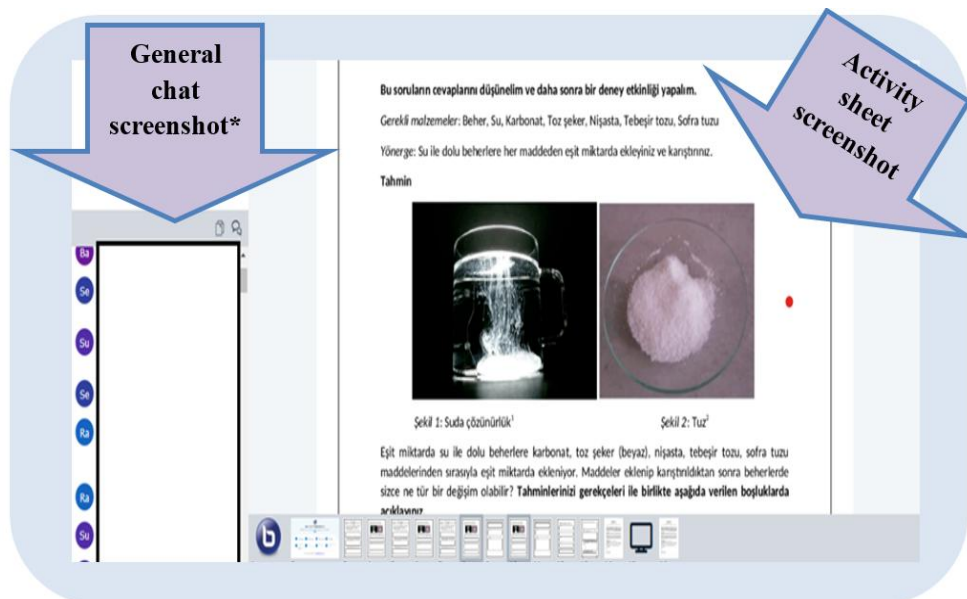 General
chat
screenshot*
Activity
sheet
screenshot
Bu soruların cevaplarını düşünelim ve daha sonra bir deney etkinliği yapalım.
Gerekli malzemeler: Beher, Su, Karbonat, Toz şeker, Nişasta, Tebeşir tozu, Sofra tuzu
Yönerge: Su ile dolu beherlere her maddeden eşit miktarda ekleyiniz ve karıştırınız.
Tahmin
Ba
Se
Su
Se
Ra
Ra
Su
Şekil 1: Suda çözünürlük¹
Şekil 2: Tuz²
Eşit miktarda su ile dolu beherlere karbonat, toz şeker (beyaz), nişasta, tebeşir tozu, sofra tuzu
maddelerinden sırasıyla eşit miktarda ekleniyor. Maddeler eklenip karıştırıldıktan sonra beherlerde
sizce ne tür bir değişim olabilir? Tahminlerinizi gerekçeleri ile birlikte aşağıda verilen boşluklarda
açıklayınız
b